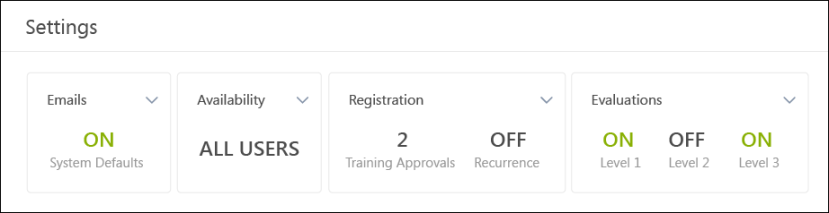 Settings
Emails
ON
System Defaults
Availability
ALL USERS
Registration
2
Training Approvals
OFF
Recurrence
Evaluations
ON
Level 1
OFF
Level 2
ON
Level 3